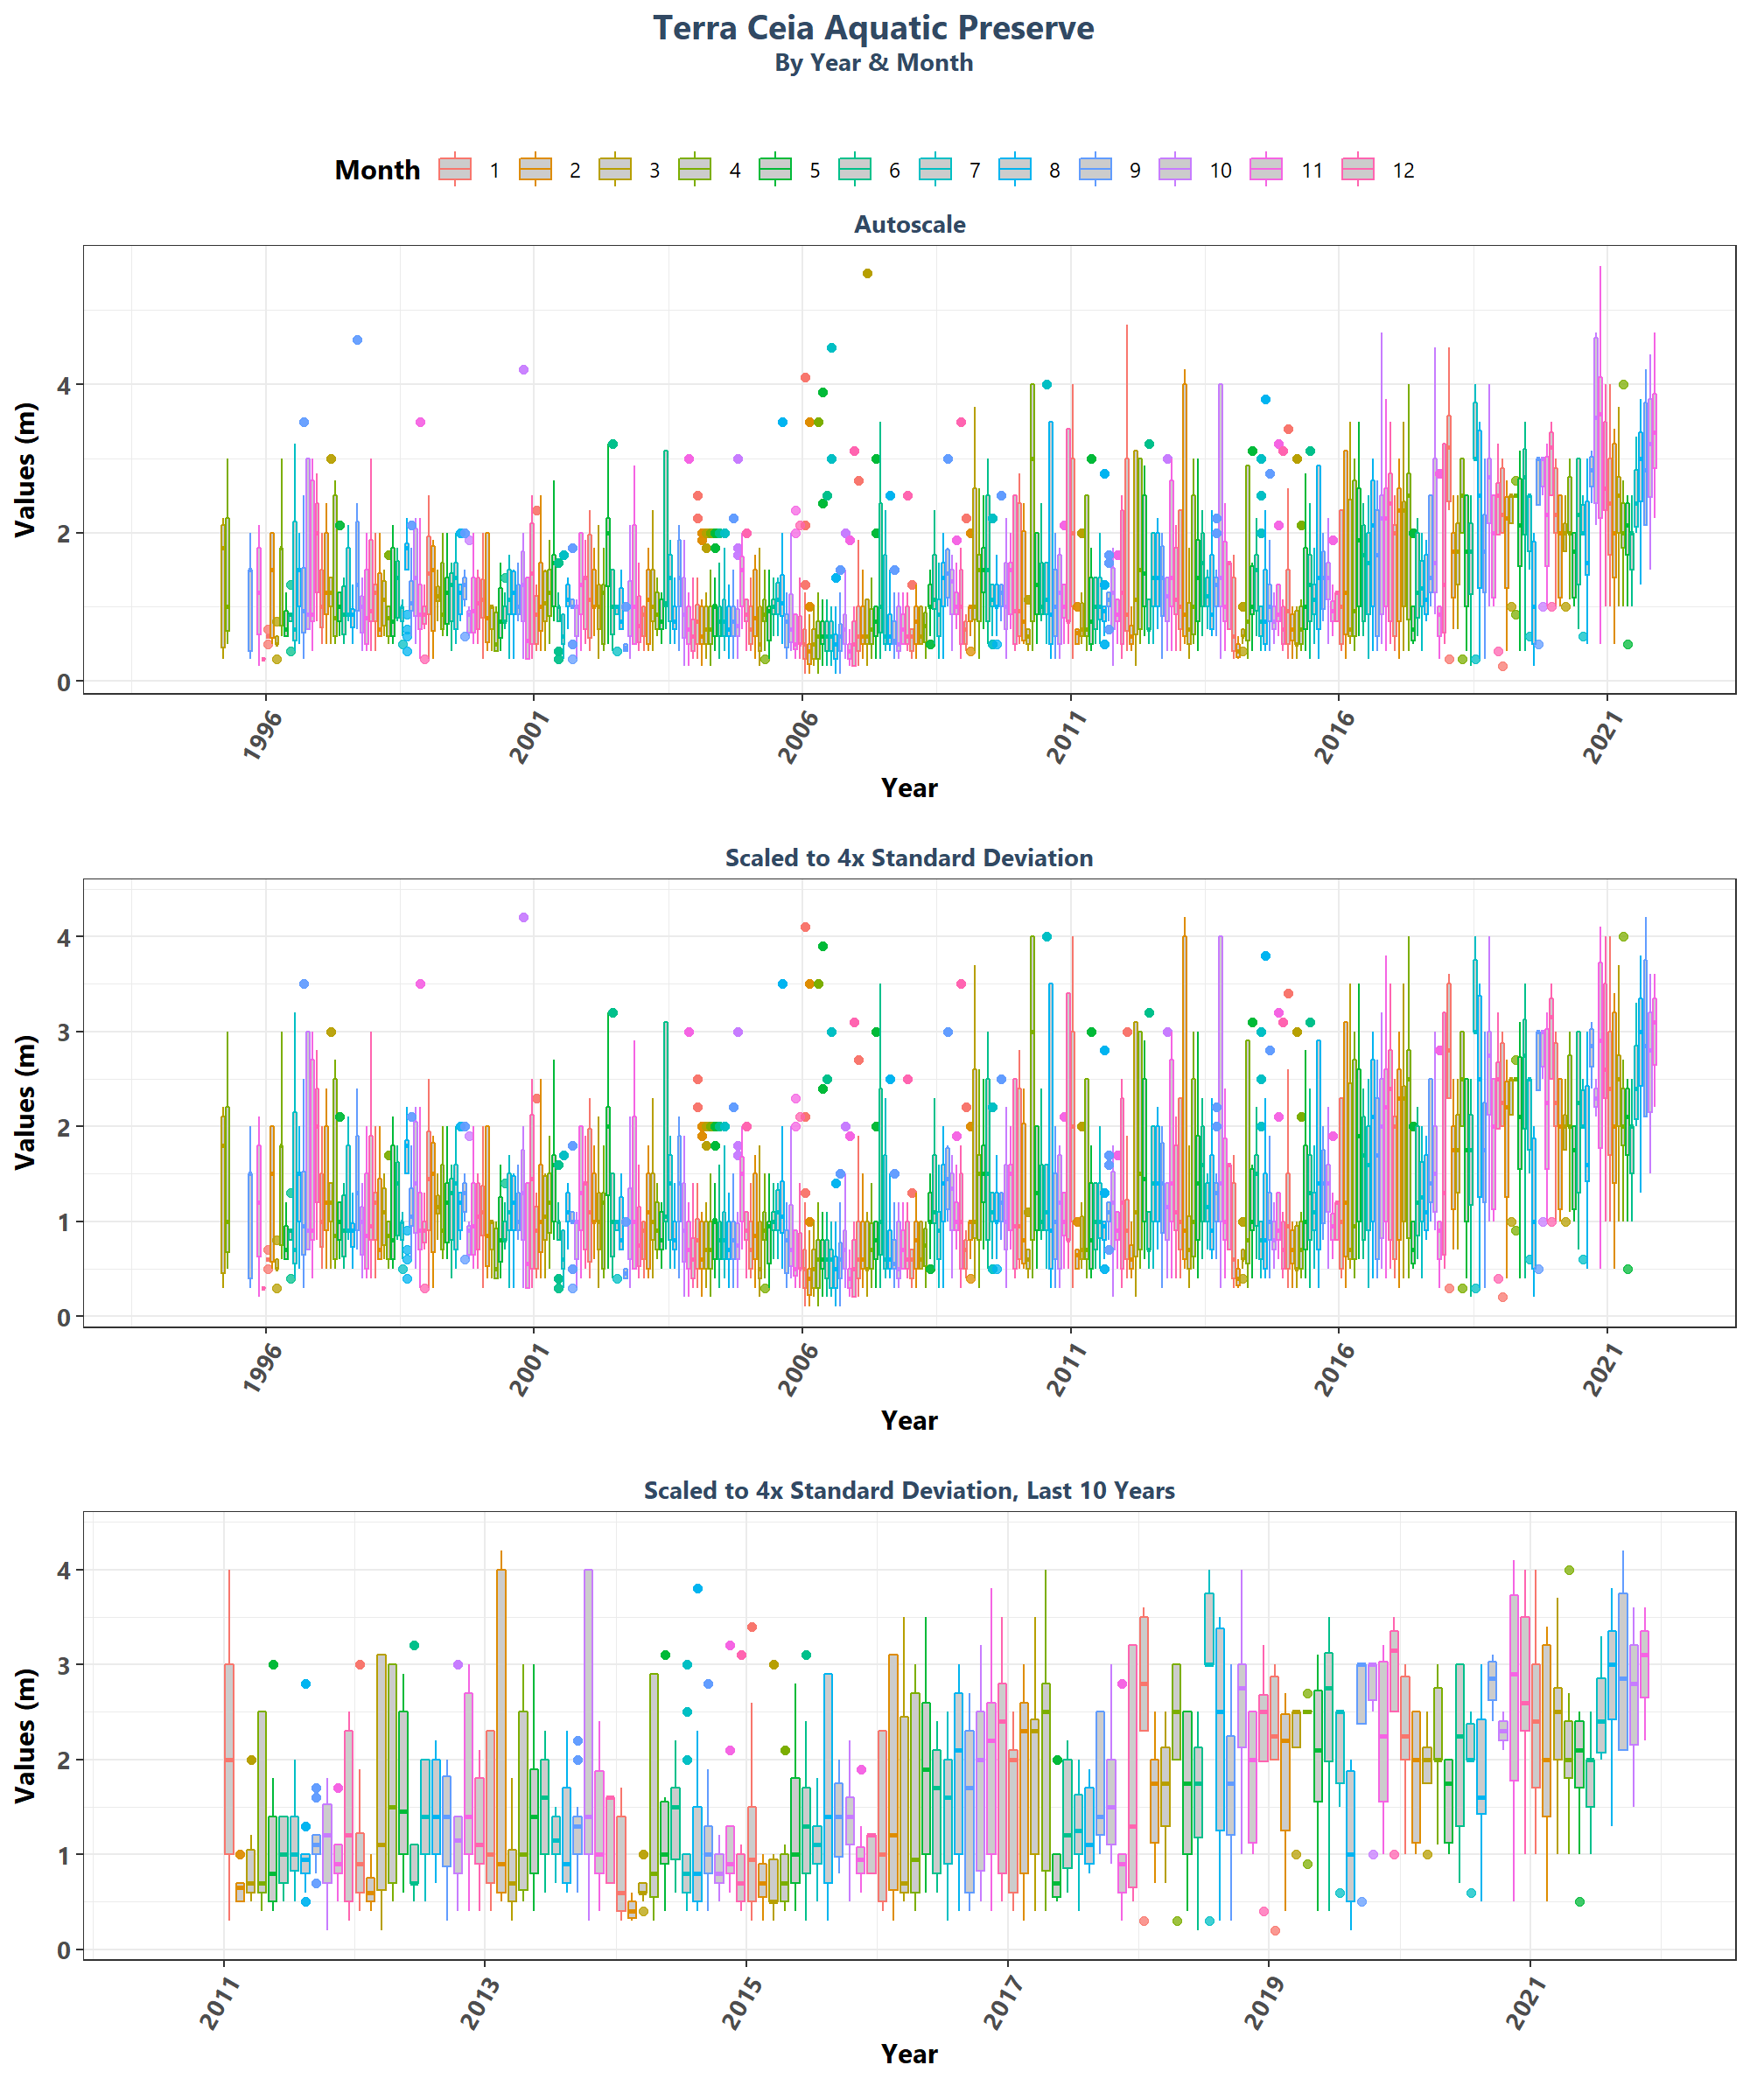 Terra Ceia Aquatic Preserve
By Year & Month
Month 1 2 3 4 5 6 7 8 9 10 11 12
Autoscale
Values (m)
4
2
0
1996 2001 2006 2011 2016 2021
Year
Scaled to 4x Standard Deviation
Values (m)
4
3
2
1
0
1996 2001 2006 2011 2016 2021
Year
Scaled to 4x Standard Deviation, Last 10 Years
Values (m)
4
3
2
1
0
2011 2013 2015 2017 2019 2021
Year